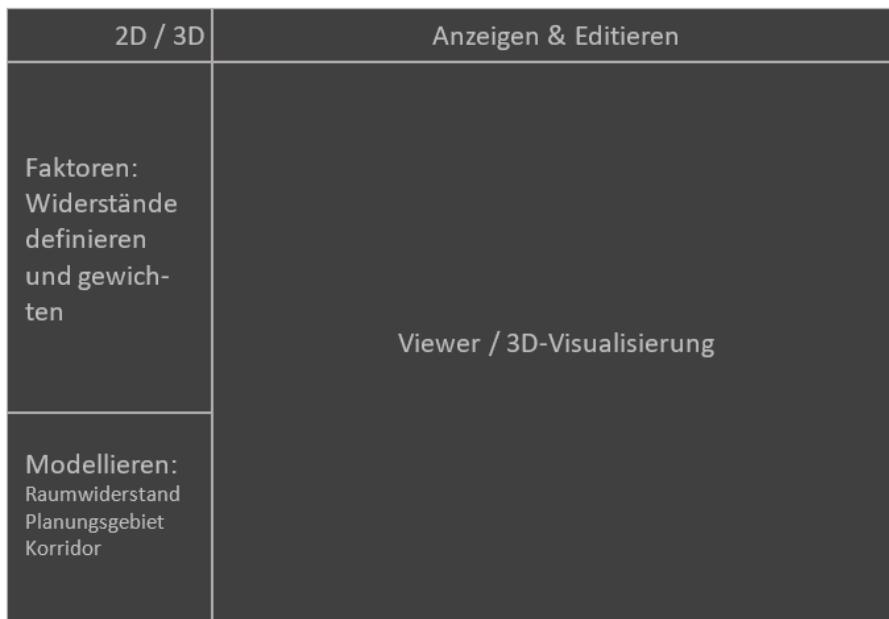 2D / 3D
Anzeigen & Editieren
Faktoren:
Widerstände
definieren
und gewich-
ten
Viewer / 3D-Visualisierung
Modellieren:
Raumwiderstand
Planungsgebiet
Korridor